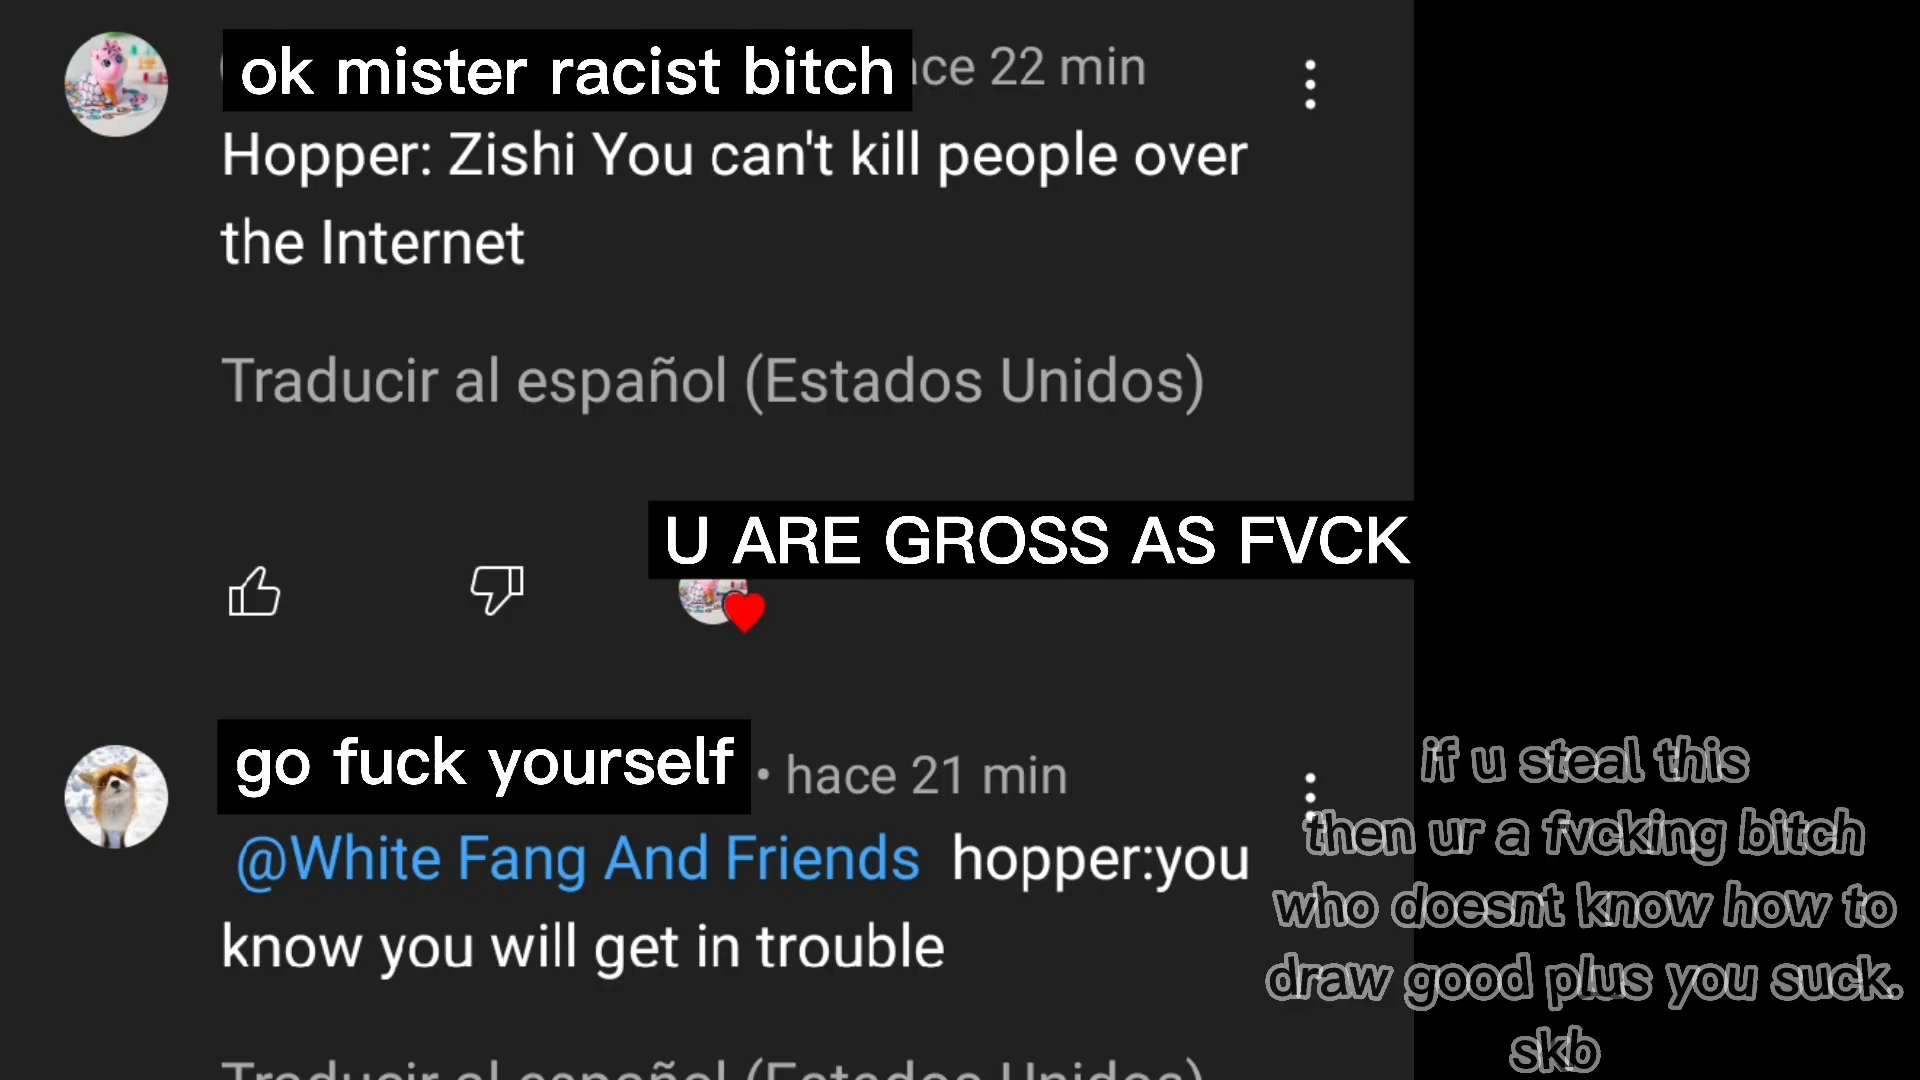 ok mister racist bitch
ce 22 min
Hopper: Zishi You can't kill people over
the Internet
Traducir al español (Estados Unidos)
U ARE GROSS AS FVCK
go fuck yourself • hace 21 min
@White Fang And Friends hopper:you
know you will get in trouble
if u steal this
then ur a fvcking bitch
who doesnt know how to
draw good plus you suck.
skb
Traducir al español (Estados Unidos)